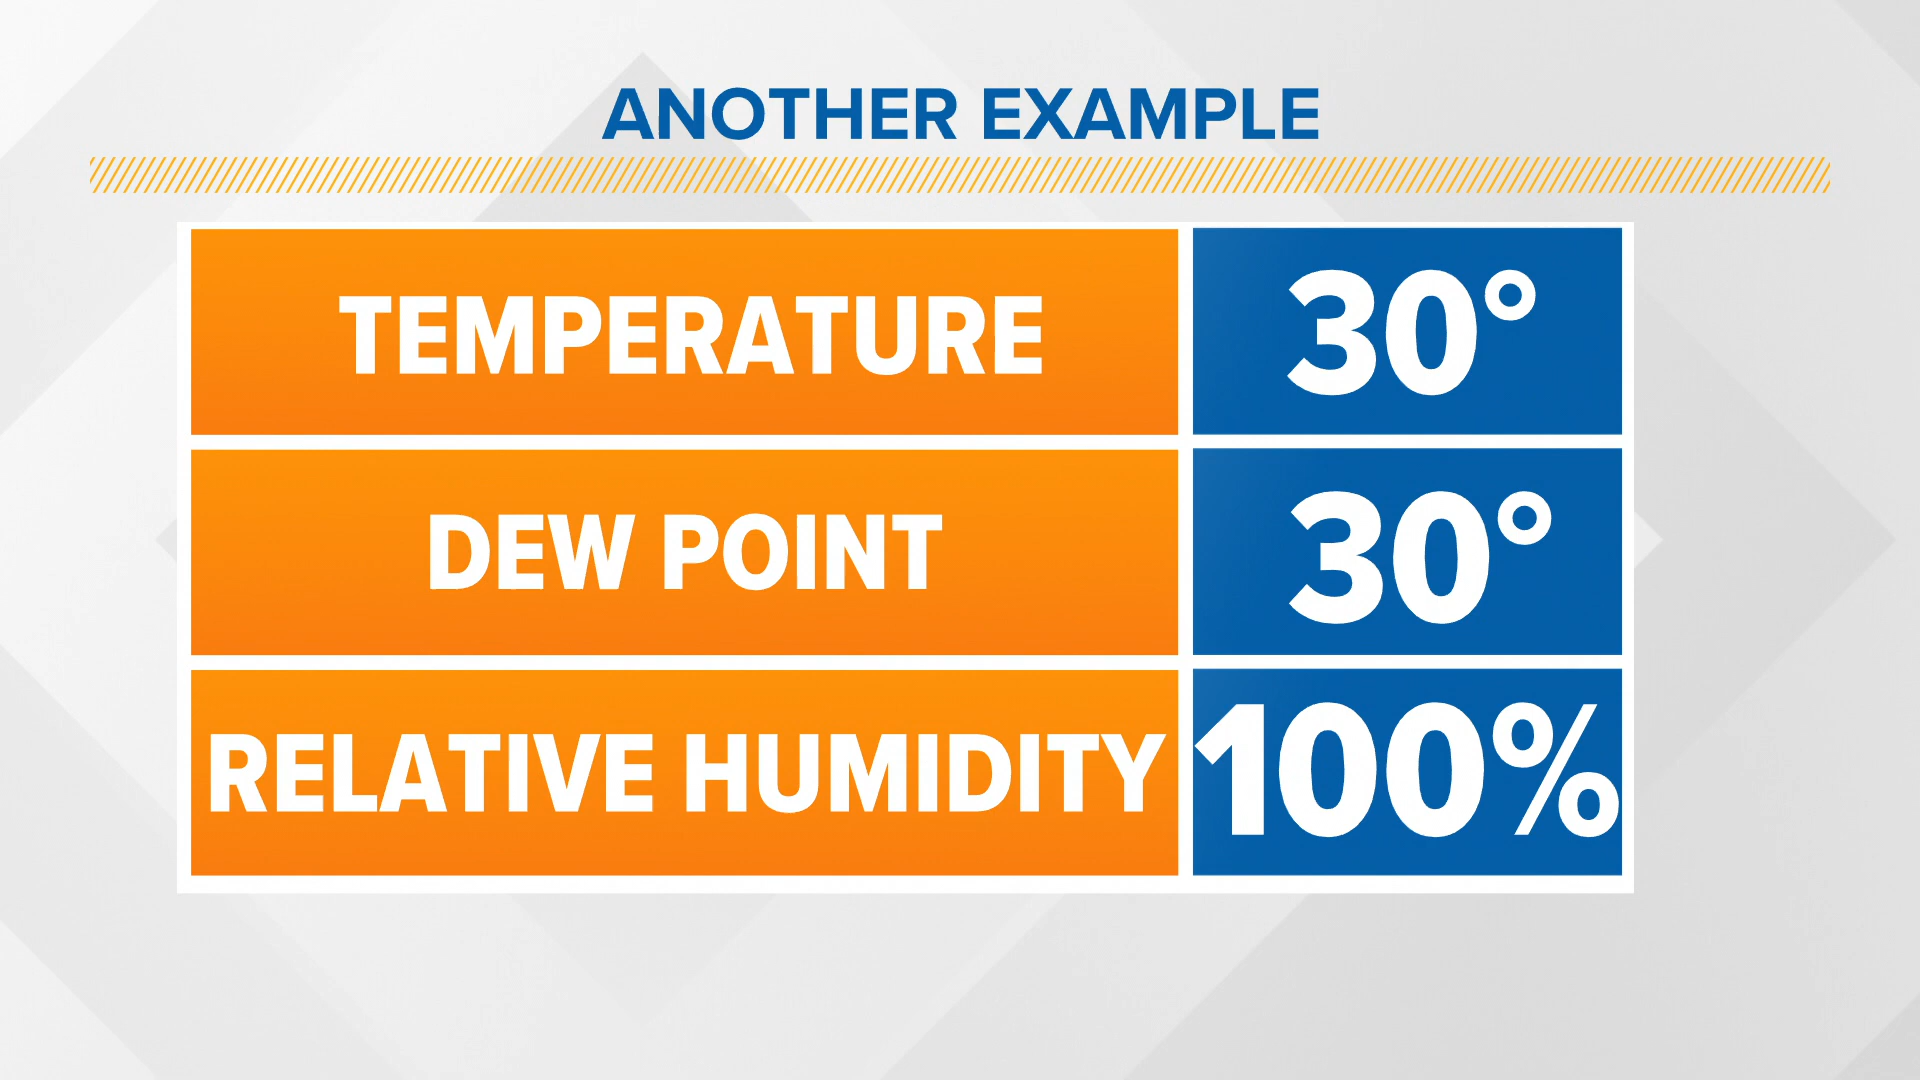 ANOTHER EXAMPLE
TEMPERATURE 30°
DEW POINT 30°
RELATIVE HUMIDITY 100%